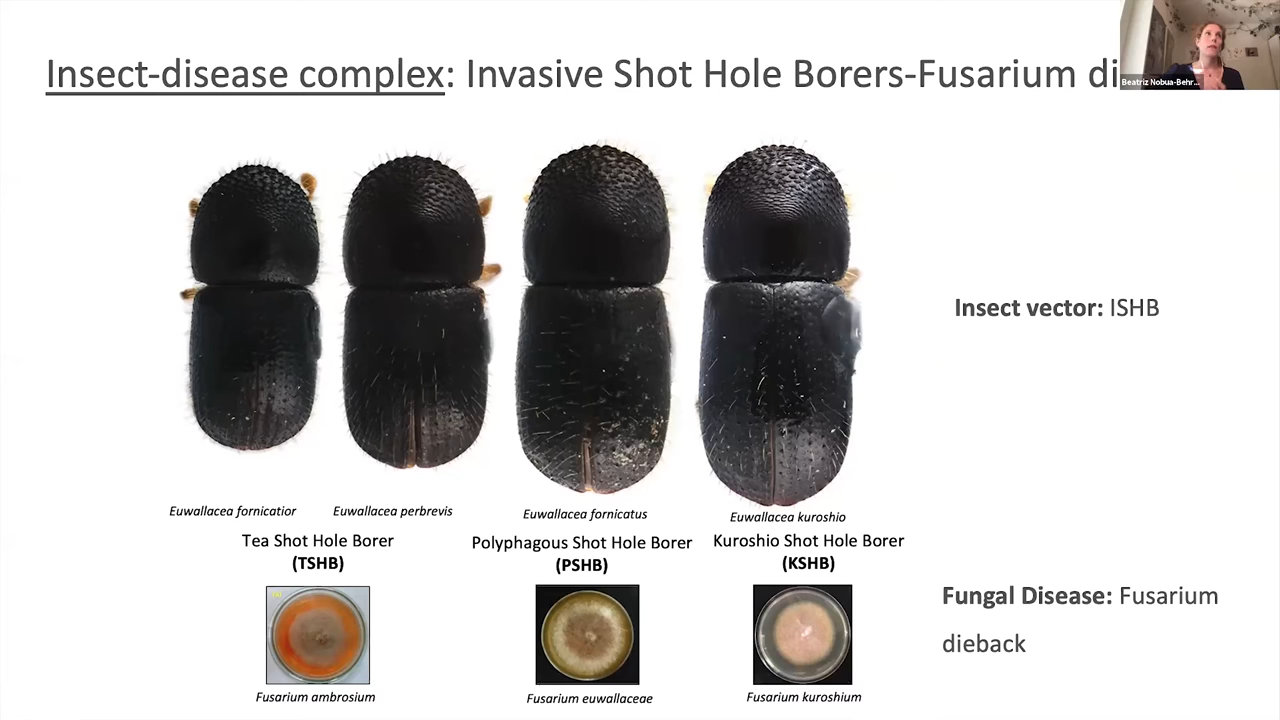 Insect-disease complex: Invasive Shot Hole Borers-Fusarium di
Beatriz Nobua-Behr...
Insect vector: ISHB
Euwallacea fornicatior
Euwallacea perbrevis
Euwallacea fornicatus
Euwallacea kuroshio
Tea Shot Hole Borer
(TSHB)
Polyphagous Shot Hole Borer
(PSHB)
Kuroshio Shot Hole Borer
(KSHB)
Fungal Disease: Fusarium
dieback
Fusarium ambrosium
Fusarium euwallaceae
Fusarium kuroshium